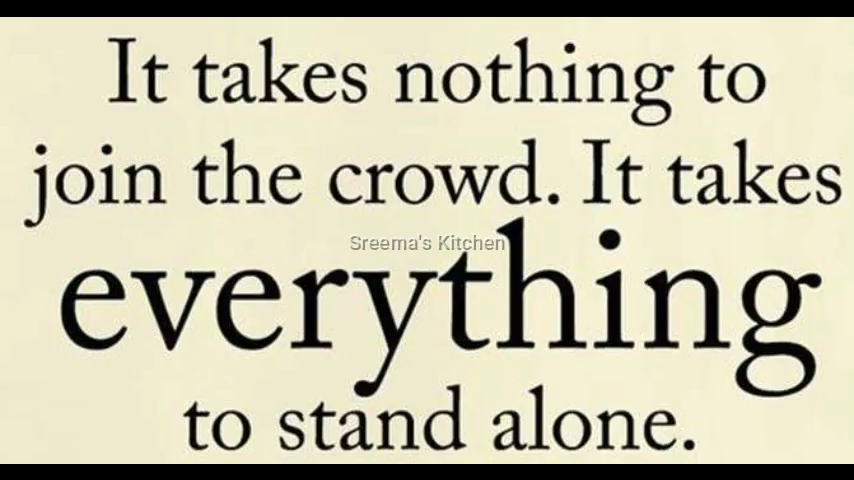 It takes nothing to
join the crowd. It takes
Sreema's Kitchen
everything
to stand alone.